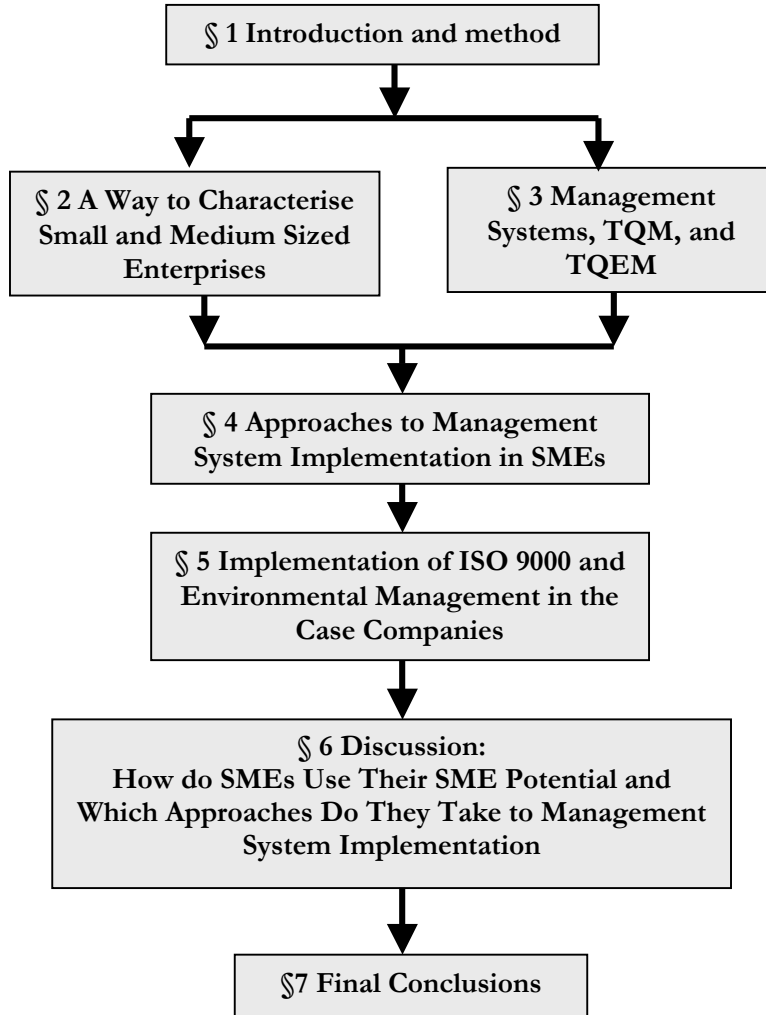 § 1 Introduction and method
§ 2 A Way to Characterise
Small and Medium Sized
Enterprises
§ 3 Management
Systems, TQM, and
TQEM
§ 4 Approaches to Management
System Implementation in SMEs
§ 5 Implementation of ISO 9000 and
Environmental Management in the
Case Companies
§ 6 Discussion:
How do SMEs Use Their SME Potential and
Which Approaches Do They Take to Management
System Implementation
§7 Final Conclusions